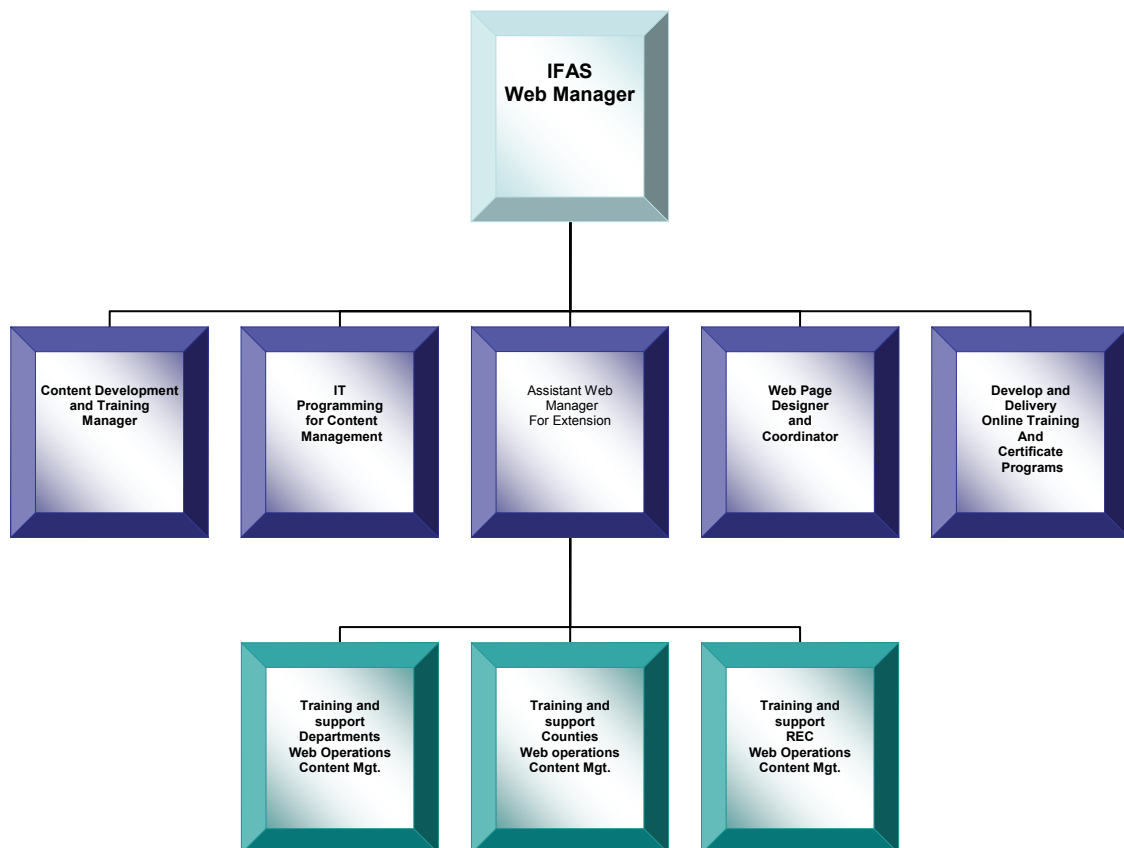 IFAS
Web Manager
Content Development
and Training
Manager
IT
Programming
for Content
Management
Assistant Web
Manager
For Extension
Web Page
Designer
and
Coordinator
Develop and
Delivery
Online Training
And
Certificate
Programs
Training and
support
Departments
Web Operations
Content Mgt.
Training and
support
Counties
Web operations
Content Mgt.
Training and
support
REC
Web Operations
Content Mgt.